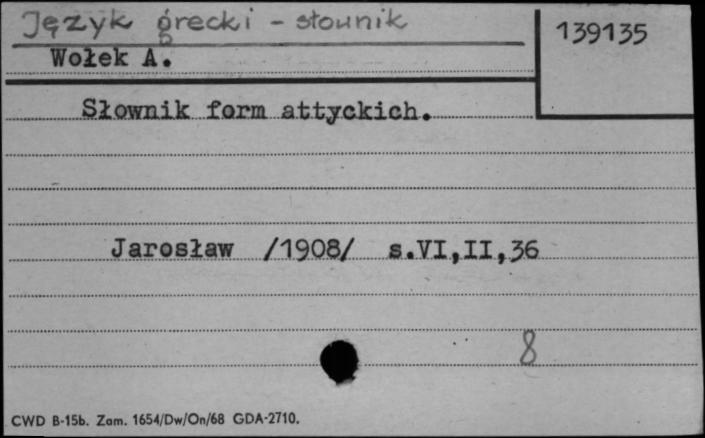 Język grecki - słownik
139135
Wołek A.
Słownik form attyckich.
Jarosław /1908/ s.VI,II,36
8
CWD B-15b. Zam. 1654/Dw/On/68 GDA-2710.